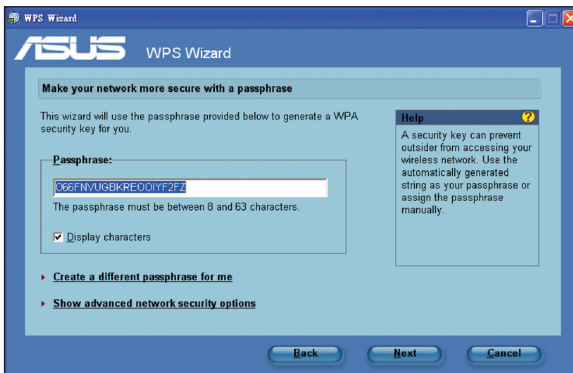 WPS Wizard
ASUS WPS Wizard
Make your network more secure with a passphrase
This wizard will use the passphrase provided below to generate a WPA
security key for you.
Passphrase:
O66FNVUGBKREOOIYF2FZ
The passphrase must be between 8 and 63 characters.
Display characters
Create a different passphrase for me
Show advanced network security options
Help
A security key can prevent
outsider from accessing your
wireless network. Use the
automatically generated
string as your passphrase or
assign the passphrase
manually.
Back Next Cancel